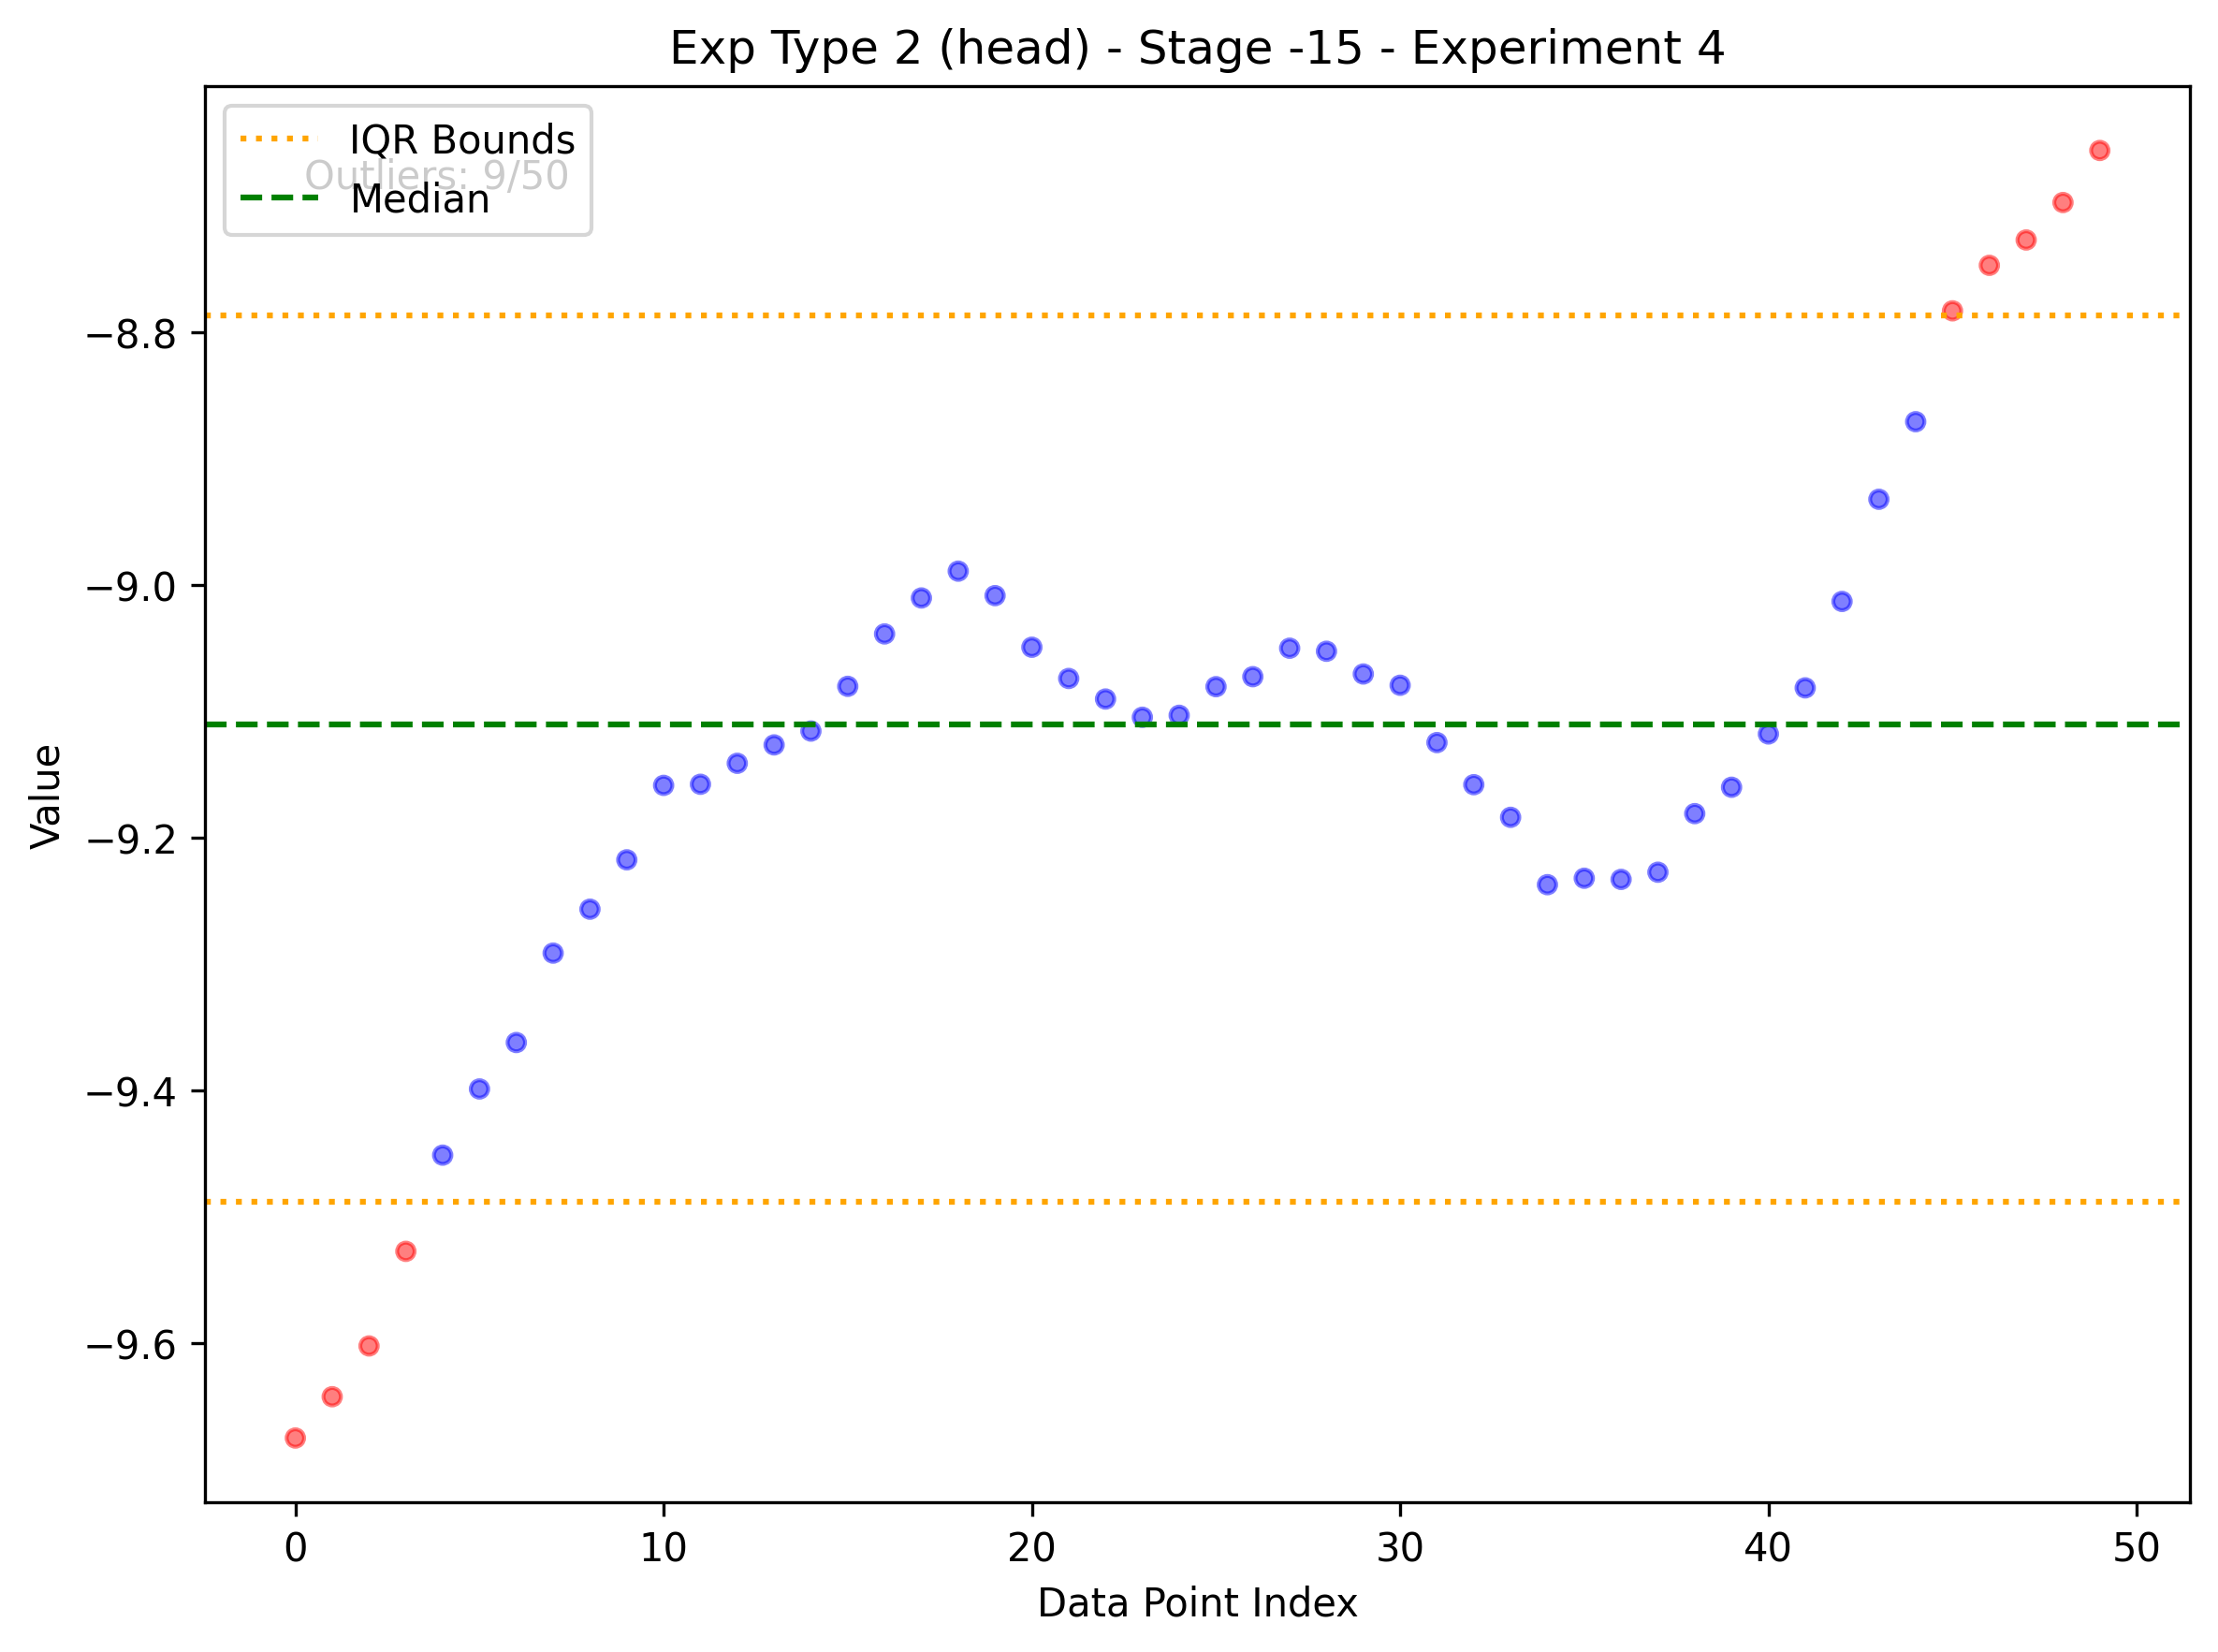 Exp Type 2 (head) - Stage -15 - Experiment 4
IQR Bounds
Outliers: 9/50
Median
−8.8
−9.0
−9.2
−9.4
−9.6
Value
0 10 20 30 40 50
Data Point Index